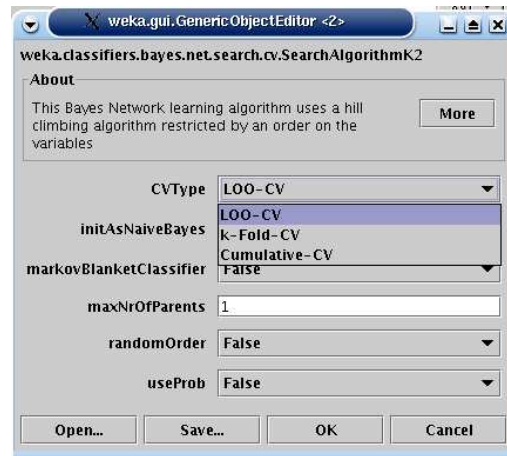 weka.gui.GenericObjectEditor <2>
weka.classifiers.bayes.net.search.cv.SearchAlgorithmK2
About
This Bayes Network learning algorithm uses a hill
climbing algorithm restricted by an order on the
variables
More
CVType LOO-CV
LOO-CV
initAsNaiveBayes
k-Fold-CV
Cumulative-CV
markovBlanketClassifier False
maxNrOfParents 1
randomOrder False
useProb False
Open... Save... OK Cancel